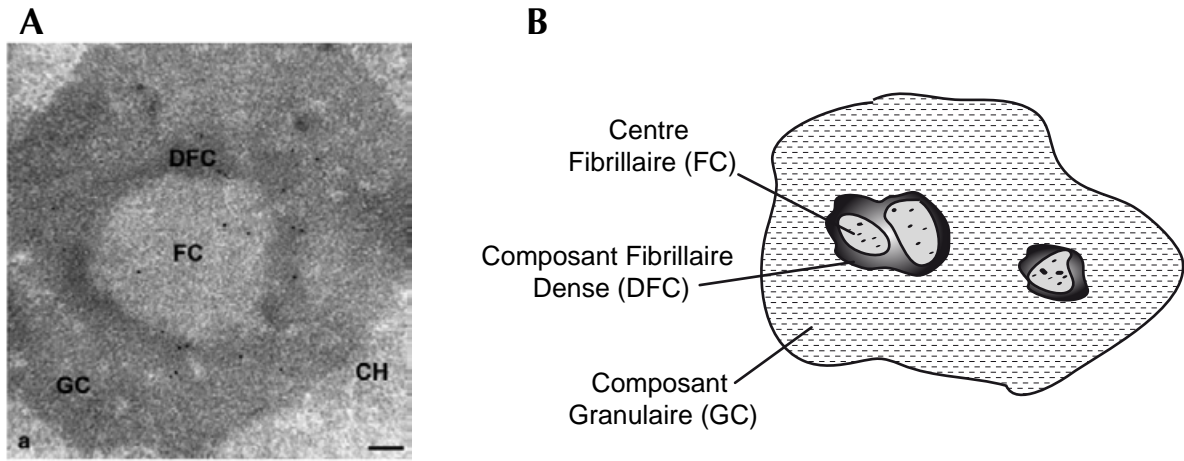 A
DFC
FC
GC
CH
a
B
Centre
Fibrillaire (FC)
Composant Fibrillaire
Dense (DFC)
Composant
Granulaire (GC)